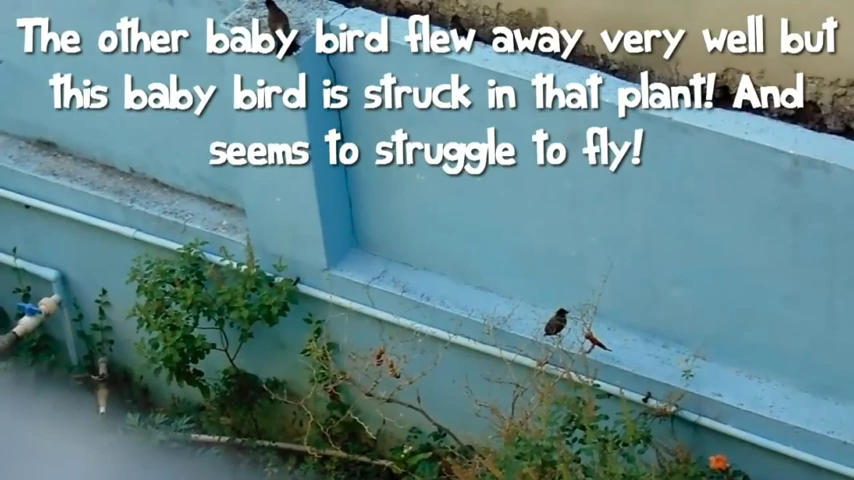 The other baby bird flew away very well but
this baby bird is struck in that plant! And
seems to struggle to fly!